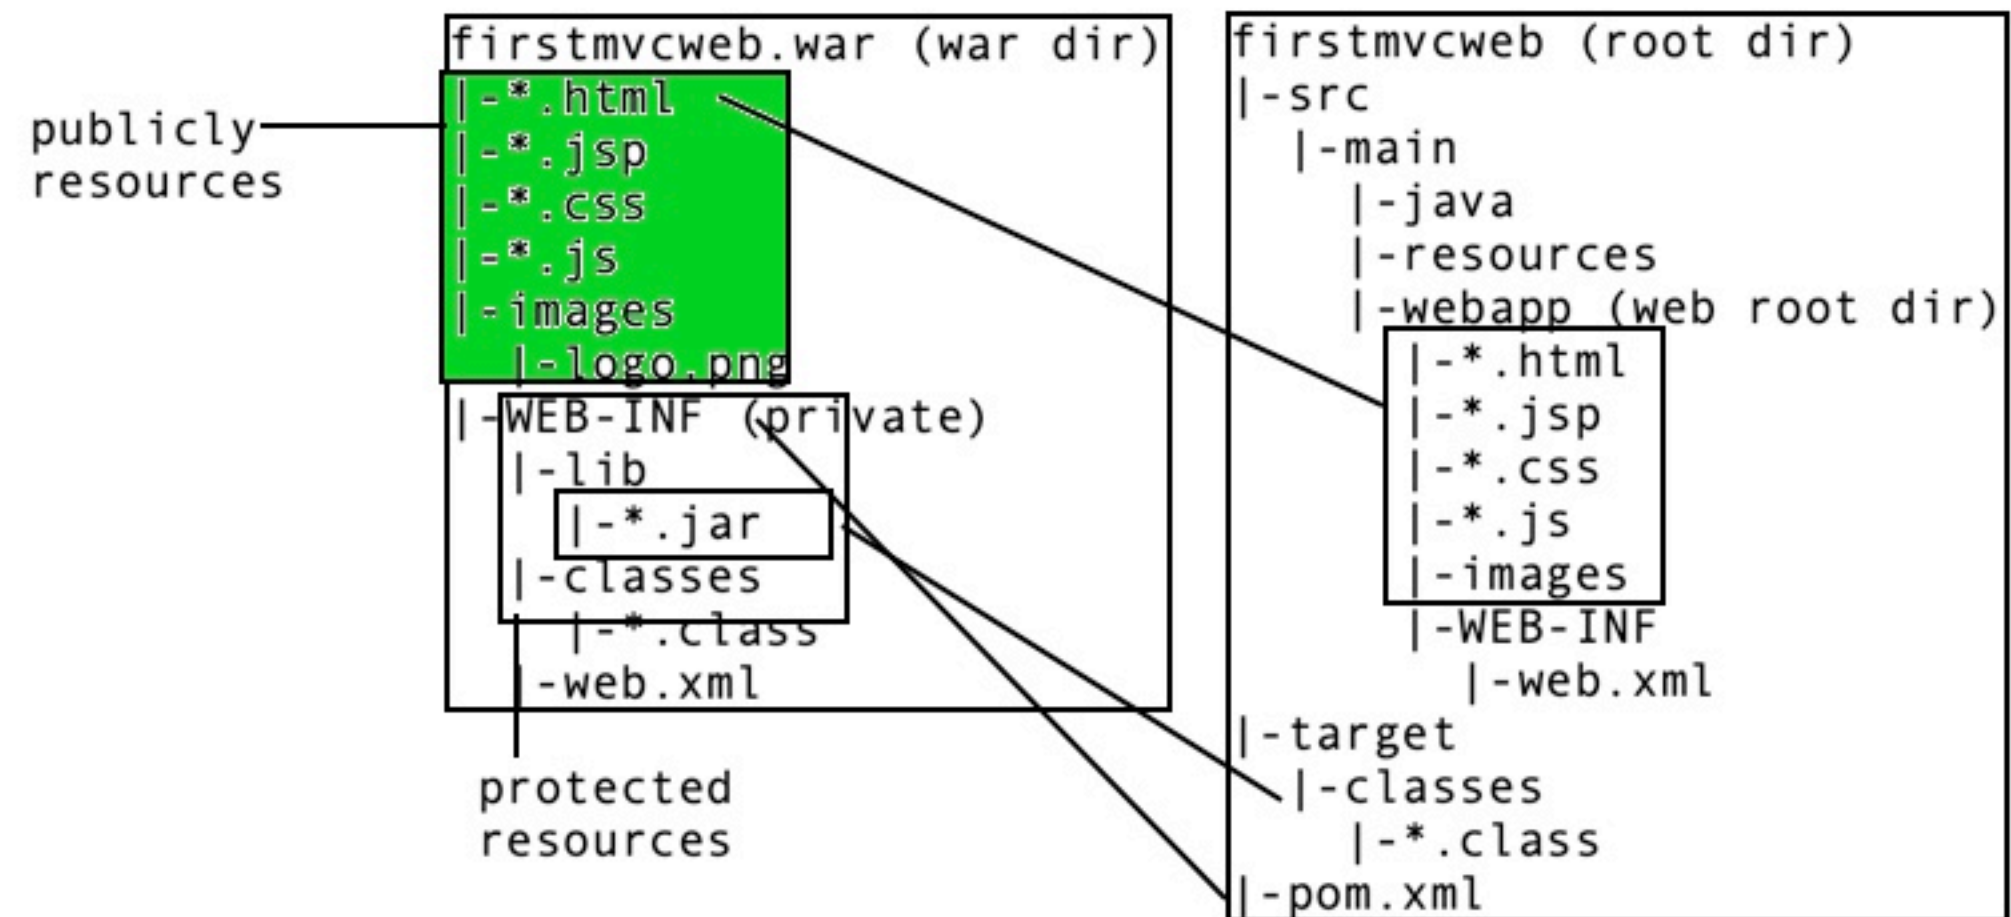 publicly
resources
firstmvcweb.war (war dir)
|-*.html
|-*.jsp
|-*.css
|-*.js
|-images
|-logo.png
|-WEB-INF (private)
|-lib
|-*.jar
|-classes
|-*.class
|-web.xml
protected
resources
firstmvcweb (root dir)
|-src
|-main
|-java
|-resources
|-webapp (web root dir)
|-*.html
|-*.jsp
|-*.css
|-*.js
|-images
|-WEB-INF
|-web.xml
|-target
|-classes
|-*.class
|-pom.xml